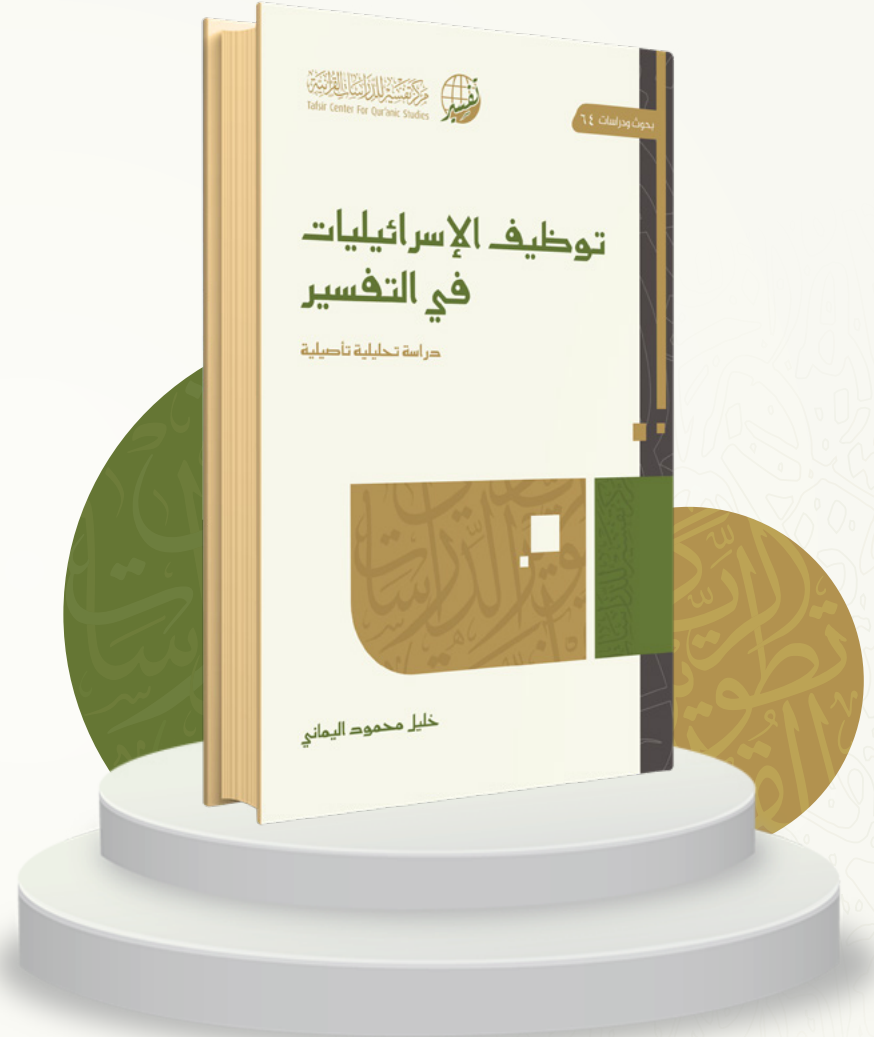 مركز تفسير للدراسات القرآنية
Tafsir Center For Qur'anic Studies
تفسير
بحوث ودراسات ٦٤
توظيف الإسرائيليات
في التفسير
دراسة تحليلية تأصيلية
خليل محمود اليماني